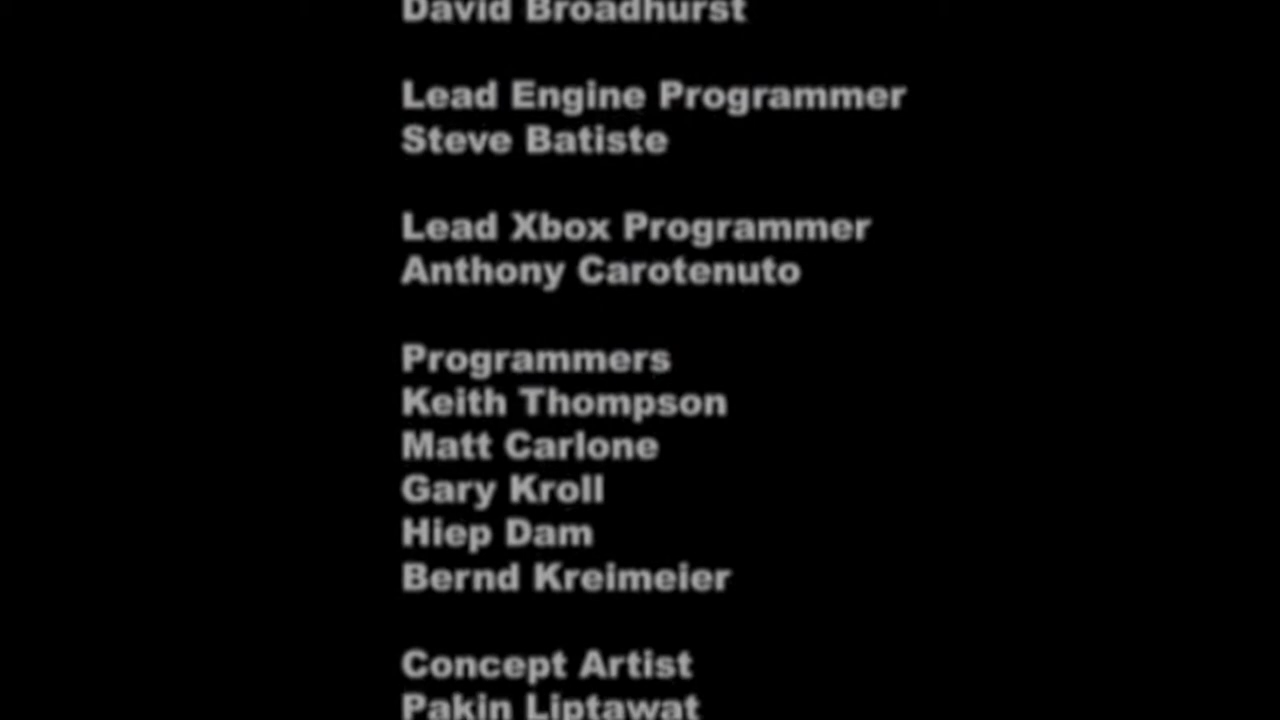 David Broadhurst
Lead Engine Programmer
Steve Batiste
Lead Xbox Programmer
Anthony Carotenuto
Programmers
Keith Thompson
Matt Carlone
Gary Kroll
Hiep Dam
Bernd Kreimeier
Concept Artist
Pakin Liptawat